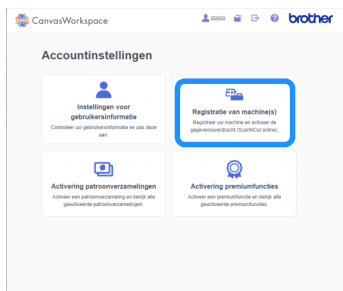 CanvasWorkspace
xxxxxx
brother
Accountinstellingen
Instellingen voor
gebruikersinformatie
Controleer uw gebruikersinformatie en pas deze
aan.
Registratie van machine(s)
Registreer uw machine en activeer de
gegevensoverdracht (ScanNCut online).
Activering patroonverzamelingen
Activeer een patroonverzameling en bekijk alle
geactiveerde patroonverzamelingen.
Activering premiumfuncties
Activeer een premiumfunctie en bekijk alle
geactiveerde premiumfuncties.